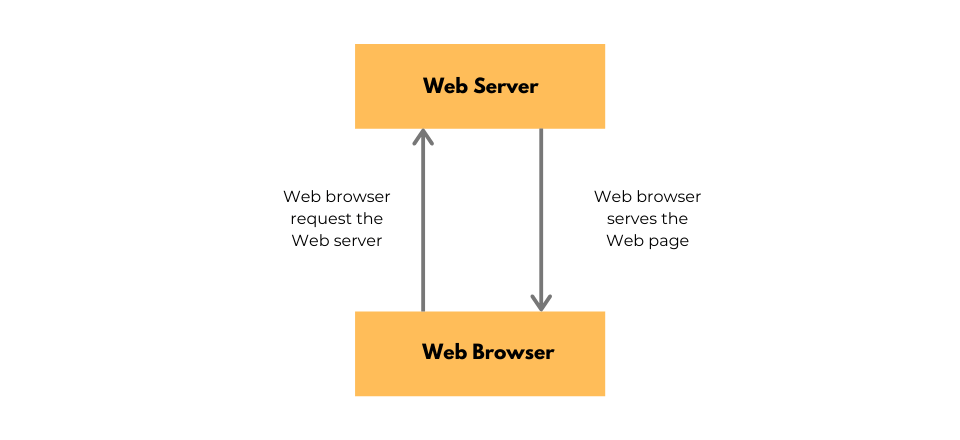 Web Server
Web browser
request the
Web server
Web browser
serves the
Web page
Web Browser